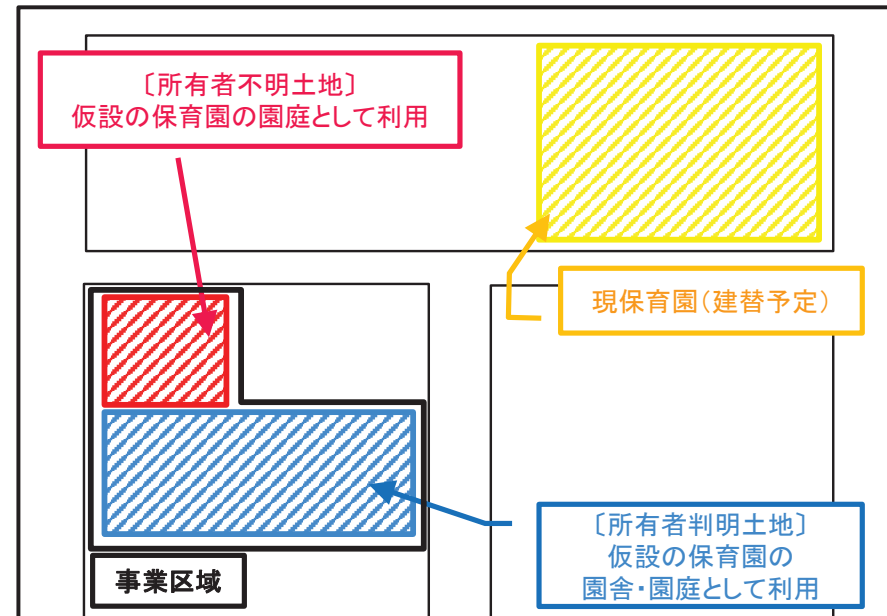 〔所有者不明土地〕
仮設の保育園の園庭として利用
現保育園(建替予定)
〔所有者判明土地〕
仮設の保育園の
園舎・園庭として利用
事業区域